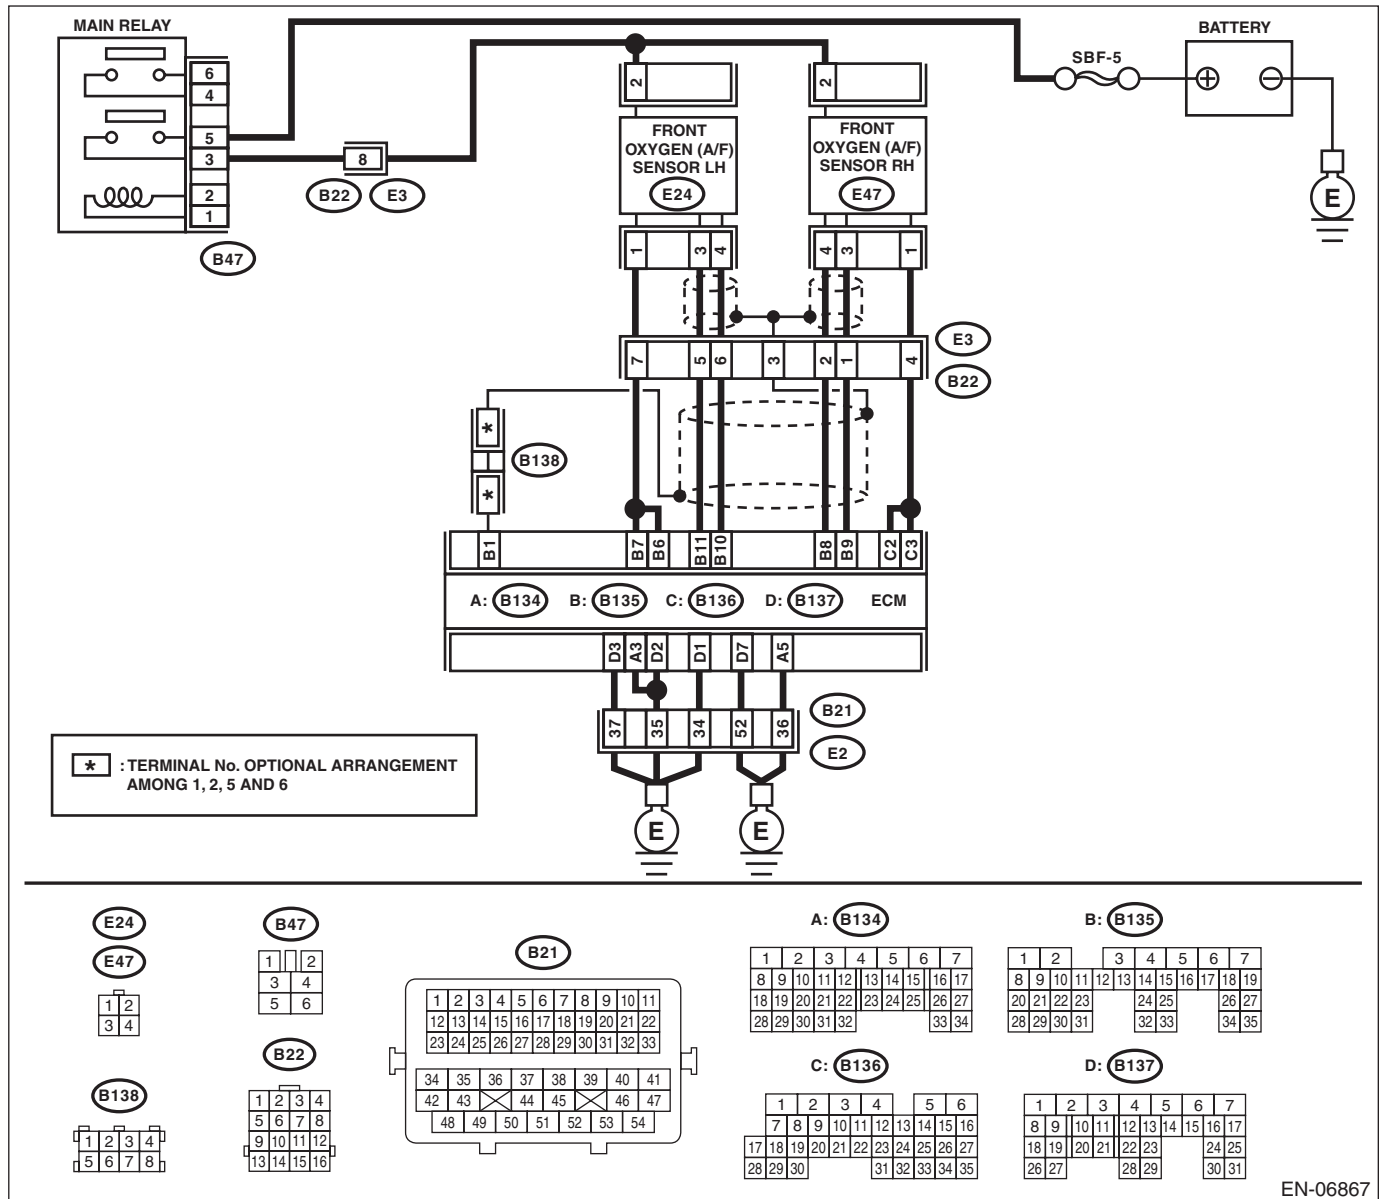 MAIN RELAY
BATTERY
SBF-5
6
4
5
3
2
1
8
B22 E3
B47
2
2
FRONT OXYGEN (A/F) SENSOR LH
E24
FRONT OXYGEN (A/F) SENSOR RH
E47
E
1 3 4
4 3 1
E3
7 5 6 3 2 1 4
B22
*
B138
*
B1 B7 B6 B11 B10 B8 B9 C2 C3
A: B134 B: B135 C: B136 D: B137 ECM
D3 A3 D2 D1 D7 A5
B21
37 35 34 52 36
E2
* : TERMINAL No. OPTIONAL ARRANGEMENT
AMONG 1, 2, 5 AND 6
E E
E24
E47
1 2
3 4
B138
1 2 3 4
5 6 7 8
B47
1 2
3 4
5 6
B22
1 2 3 4
5 6 7 8
9 10 11 12
13 14 15 16
B21
1 2 3 4 5 6 7 8 9 10 11
12 13 14 15 16 17 18 19 20 21 22
23 24 25 26 27 28 29 30 31 32 33
34 35 36 37 38 39 40 41
42 43 44 45 46 47
48 49 50 51 52 53 54
A: B134
1 2 3 4 5 6 7
8 9 10 11 12 13 14 15 16 17
18 19 20 21 22 23 24 25 26 27
28 29 30 31 32 33 34
B: B135
1 2 3 4 5 6 7
8 9 10 11 12 13 14 15 16 17 18 19
20 21 22 23 24 25 26 27
28 29 30 31 32 33 34 35
C: B136
1 2 3 4 5 6
7 8 9 10 11 12 13 14 15 16
17 18 19 20 21 22 23 24 25 26 27
28 29 30 31 32 33 34 35
D: B137
1 2 3 4 5 6 7
8 9 10 11 12 13 14 15 16 17
18 19 20 21 22 23 24 25
26 27 28 29 30 31
EN-06867